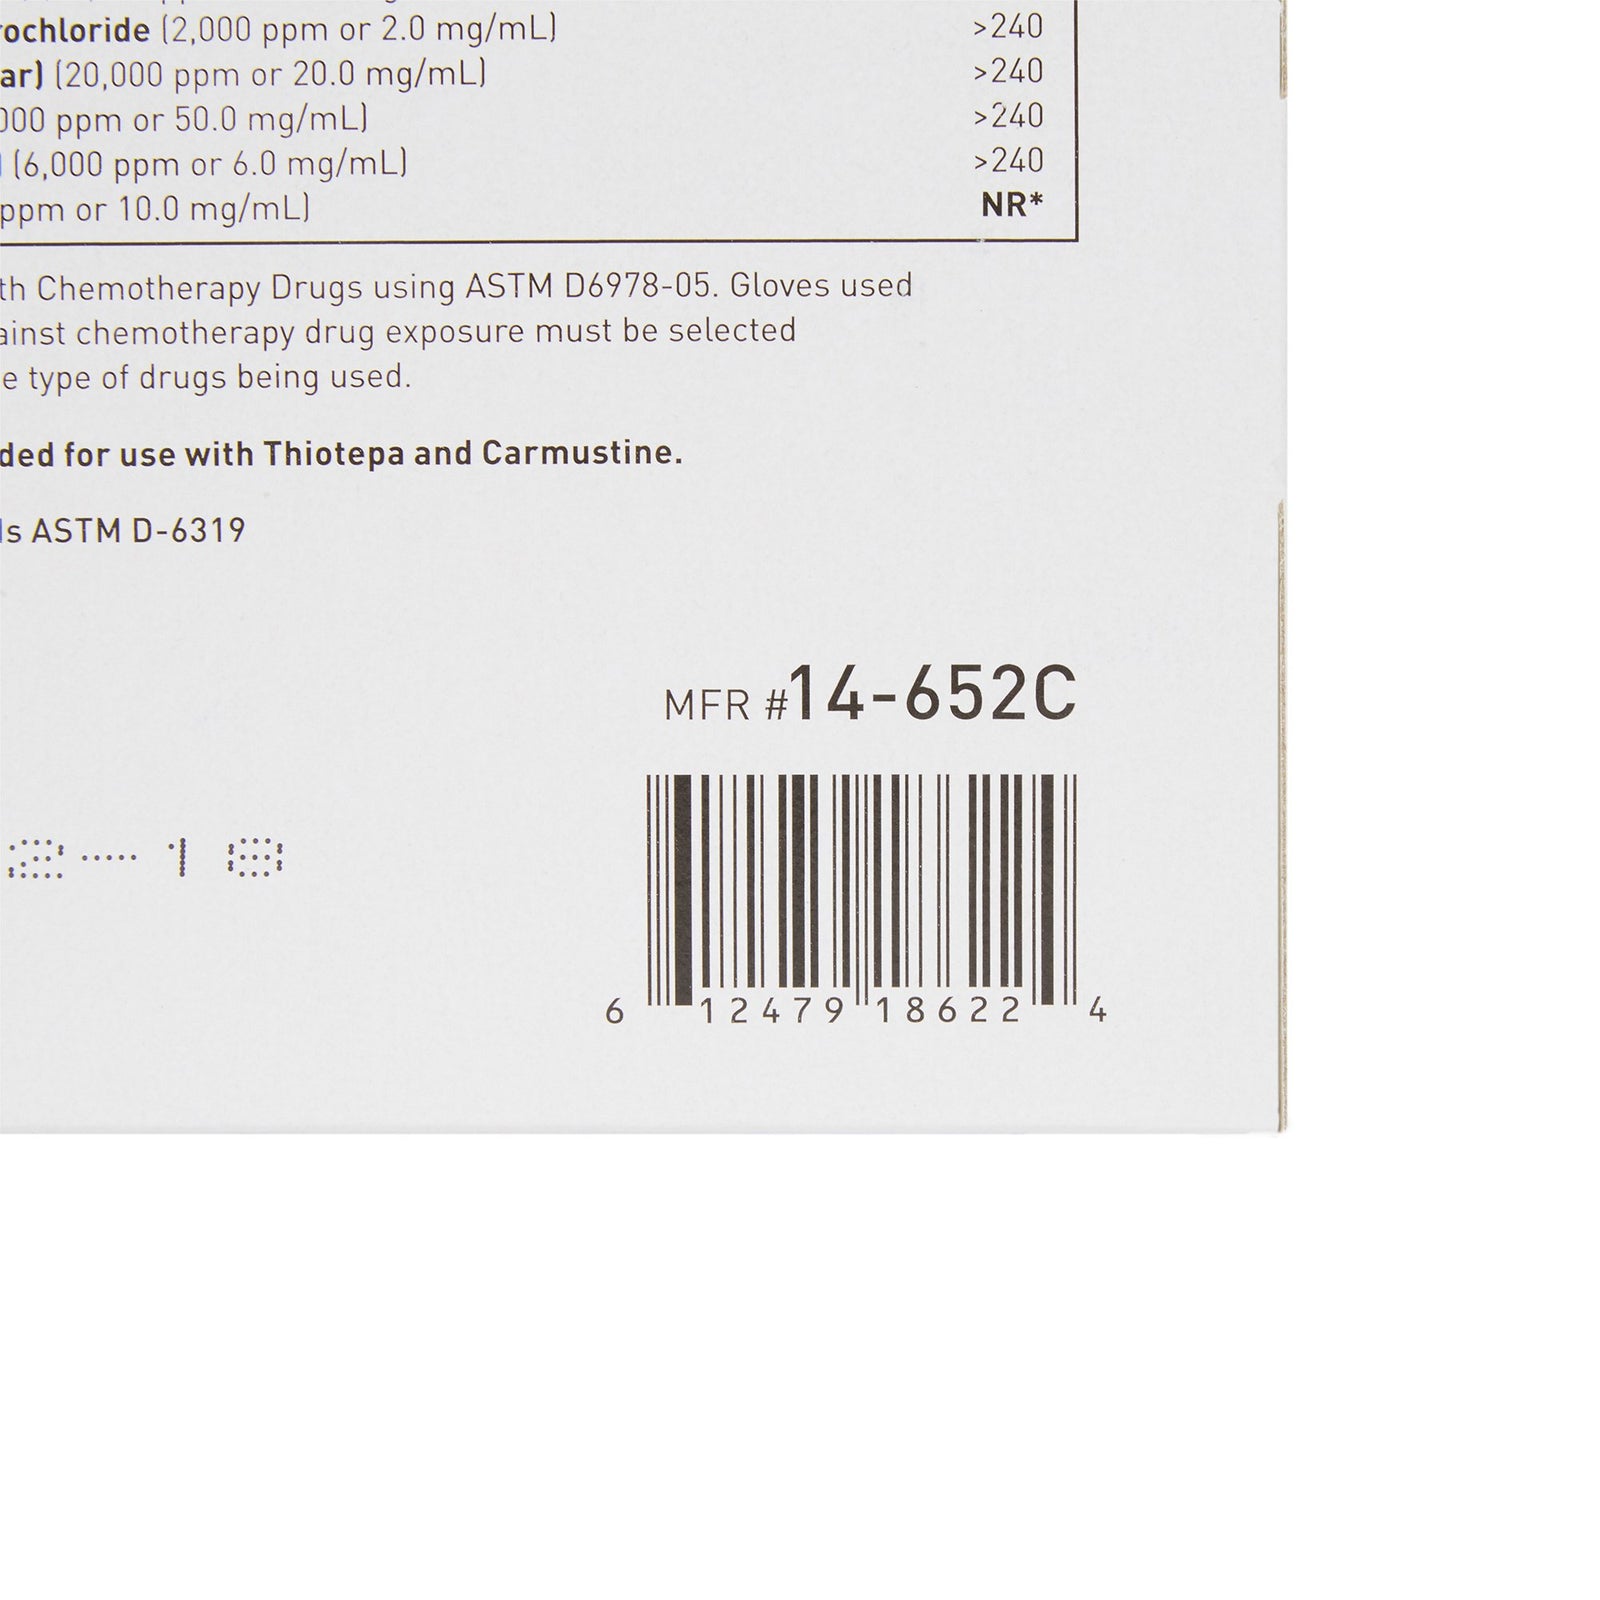 rochloride (2,000 ppm or 2.0 mg/mL) >240
ar) (20,000 ppm or 20.0 mg/mL) >240
000 ppm or 50.0 mg/mL) >240
(6,000 ppm or 6.0 mg/mL) >240
ppm or 10.0 mg/mL) NR*
th Chemotherapy Drugs using ASTM D6978-05. Gloves used
ainst chemotherapy drug exposure must be selected
e type of drugs being used.
ded for use with Thiotepa and Carmustine.
ls ASTM D-6319
MFR #14-652C
2-18
6 12479 18622 4